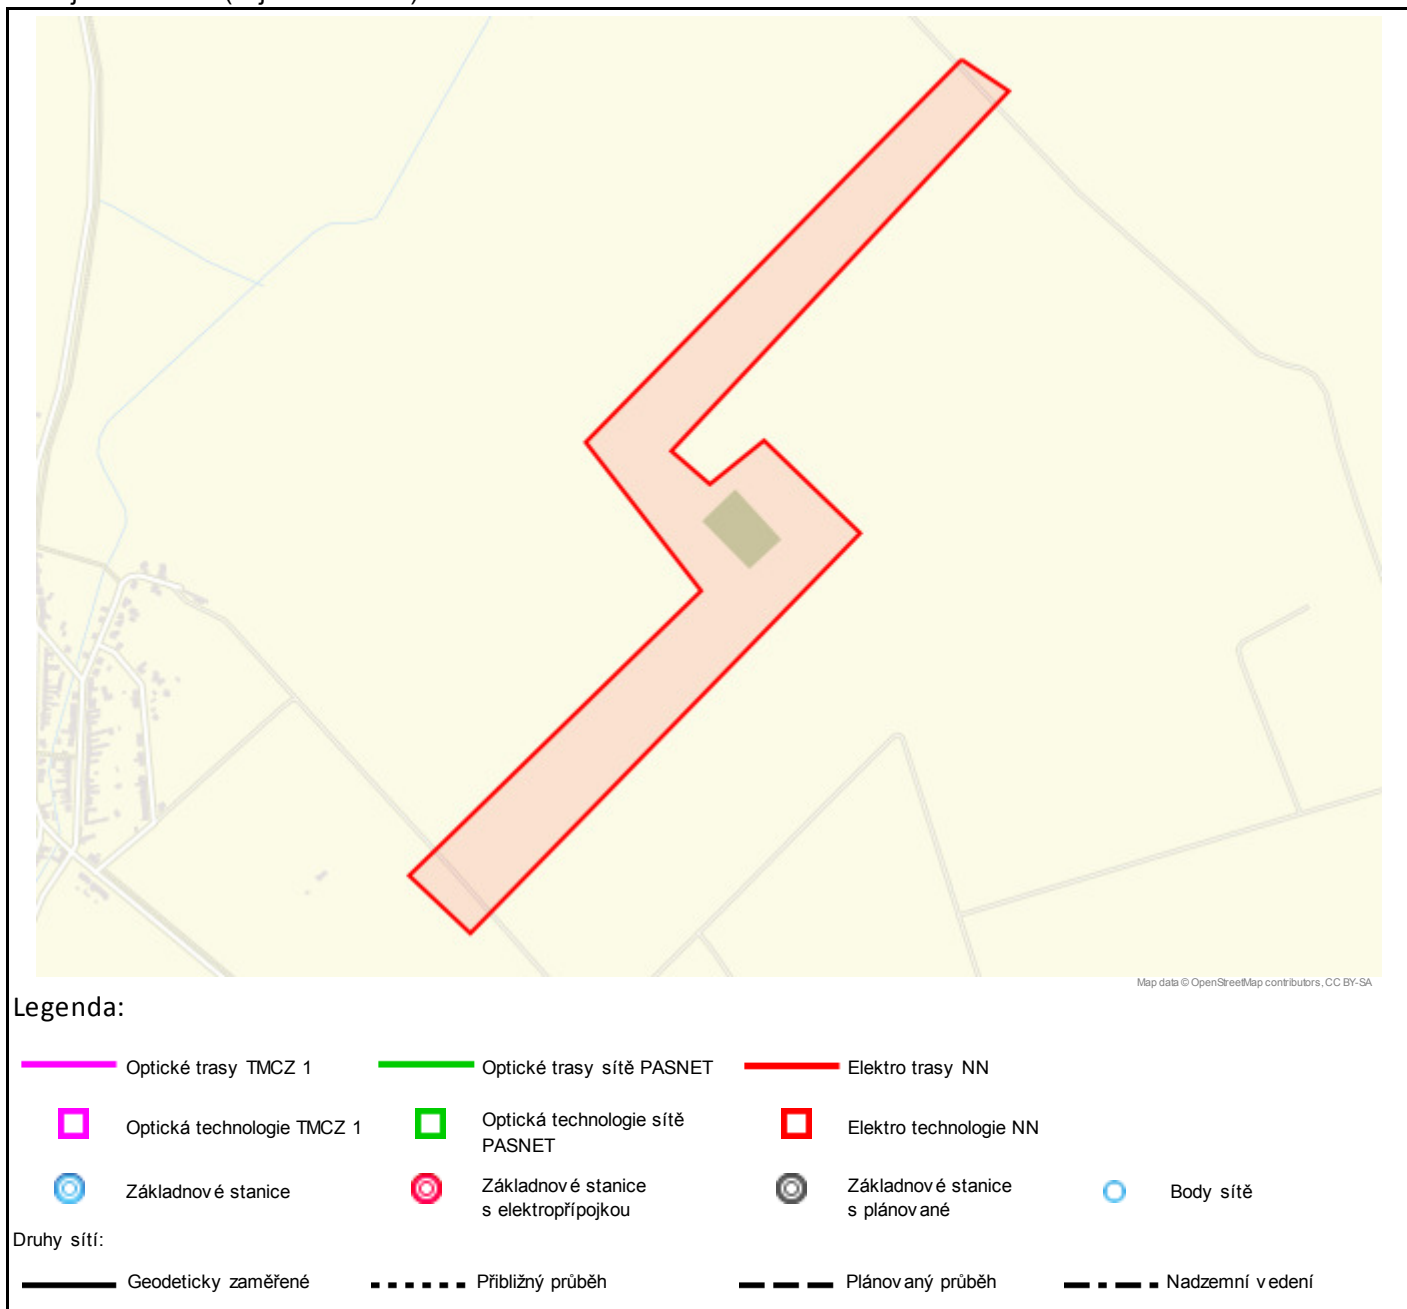 Map data © OpenStreetMap contributors, CC BY-SA
Legenda:
Optické trasy TMCZ 1
Optické trasy sítě PASNET
Elektro trasy NN
Optická technologie TMCZ 1
Optická technologie sítě
PASNET
Elektro technologie NN
Základnové stanice
Základnové stanice
s elektropřípojkou
Základnové stanice
s plánované
Body sítě
Druhy sítí:
Geodeticky zaměřené
Přibližný průběh
Plánovaný průběh
Nadzemní vedení